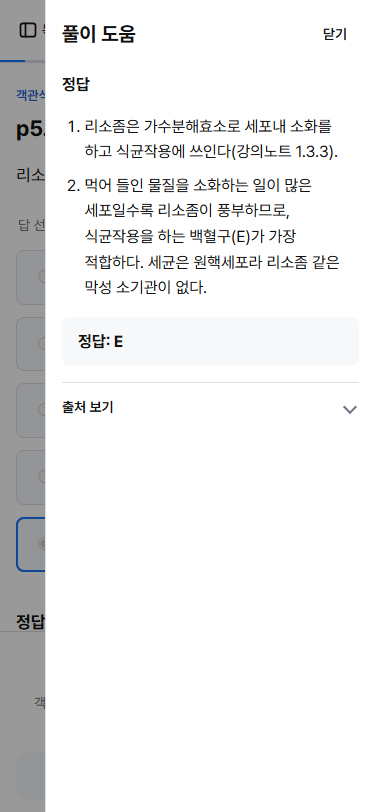 풀이 도움
닫기
객관식
p5.
리소
답 선
정답
1. 리소좀은 가수분해효소로 세포내 소화를
하고 식균작용에 쓰인다(강의노트 1.3.3).
2. 먹어 들인 물질을 소화하는 일이 많은
세포일수록 리소좀이 풍부하므로,
식균작용을 하는 백혈구(E)가 가장
적합하다. 세균은 원핵세포라 리소좀 같은
막성 소기관이 없다.
정답: E
출처 보기
정답
객